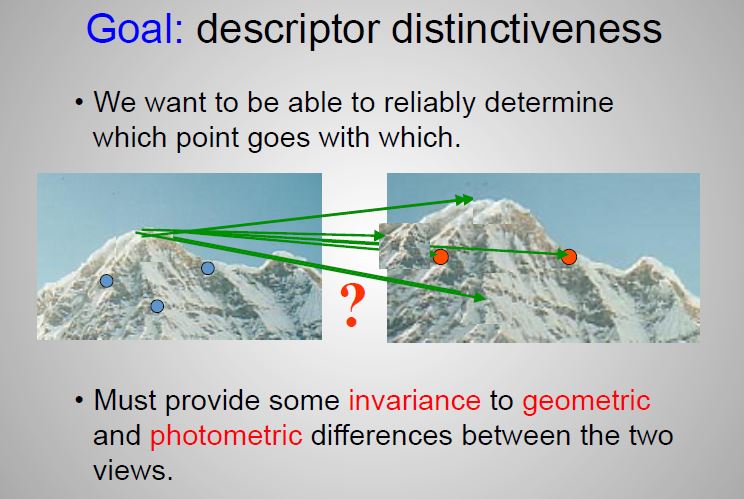 Goal: descriptor distinctiveness
• We want to be able to reliably determine
which point goes with which.
?
• Must provide some invariance to geometric
and photometric differences between the two
views.